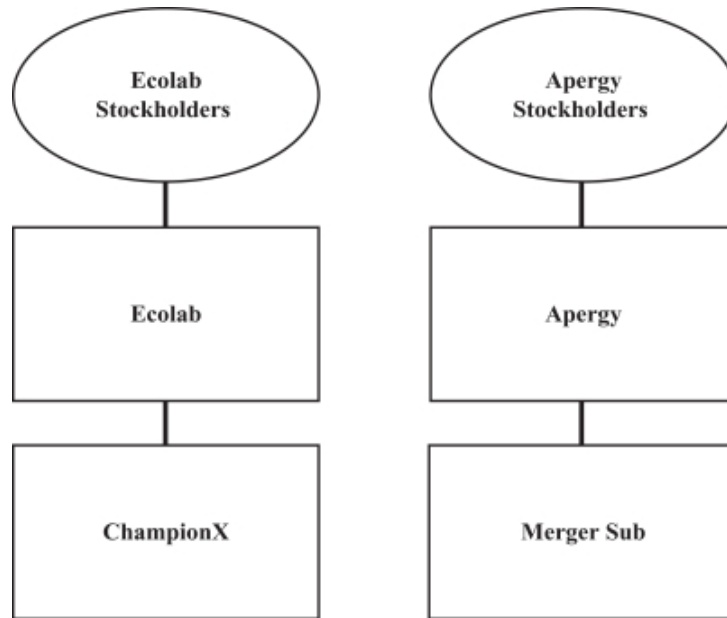 Ecolab
Stockholders
Apergy
Stockholders
Ecolab
Apergy
ChampionX
Merger Sub